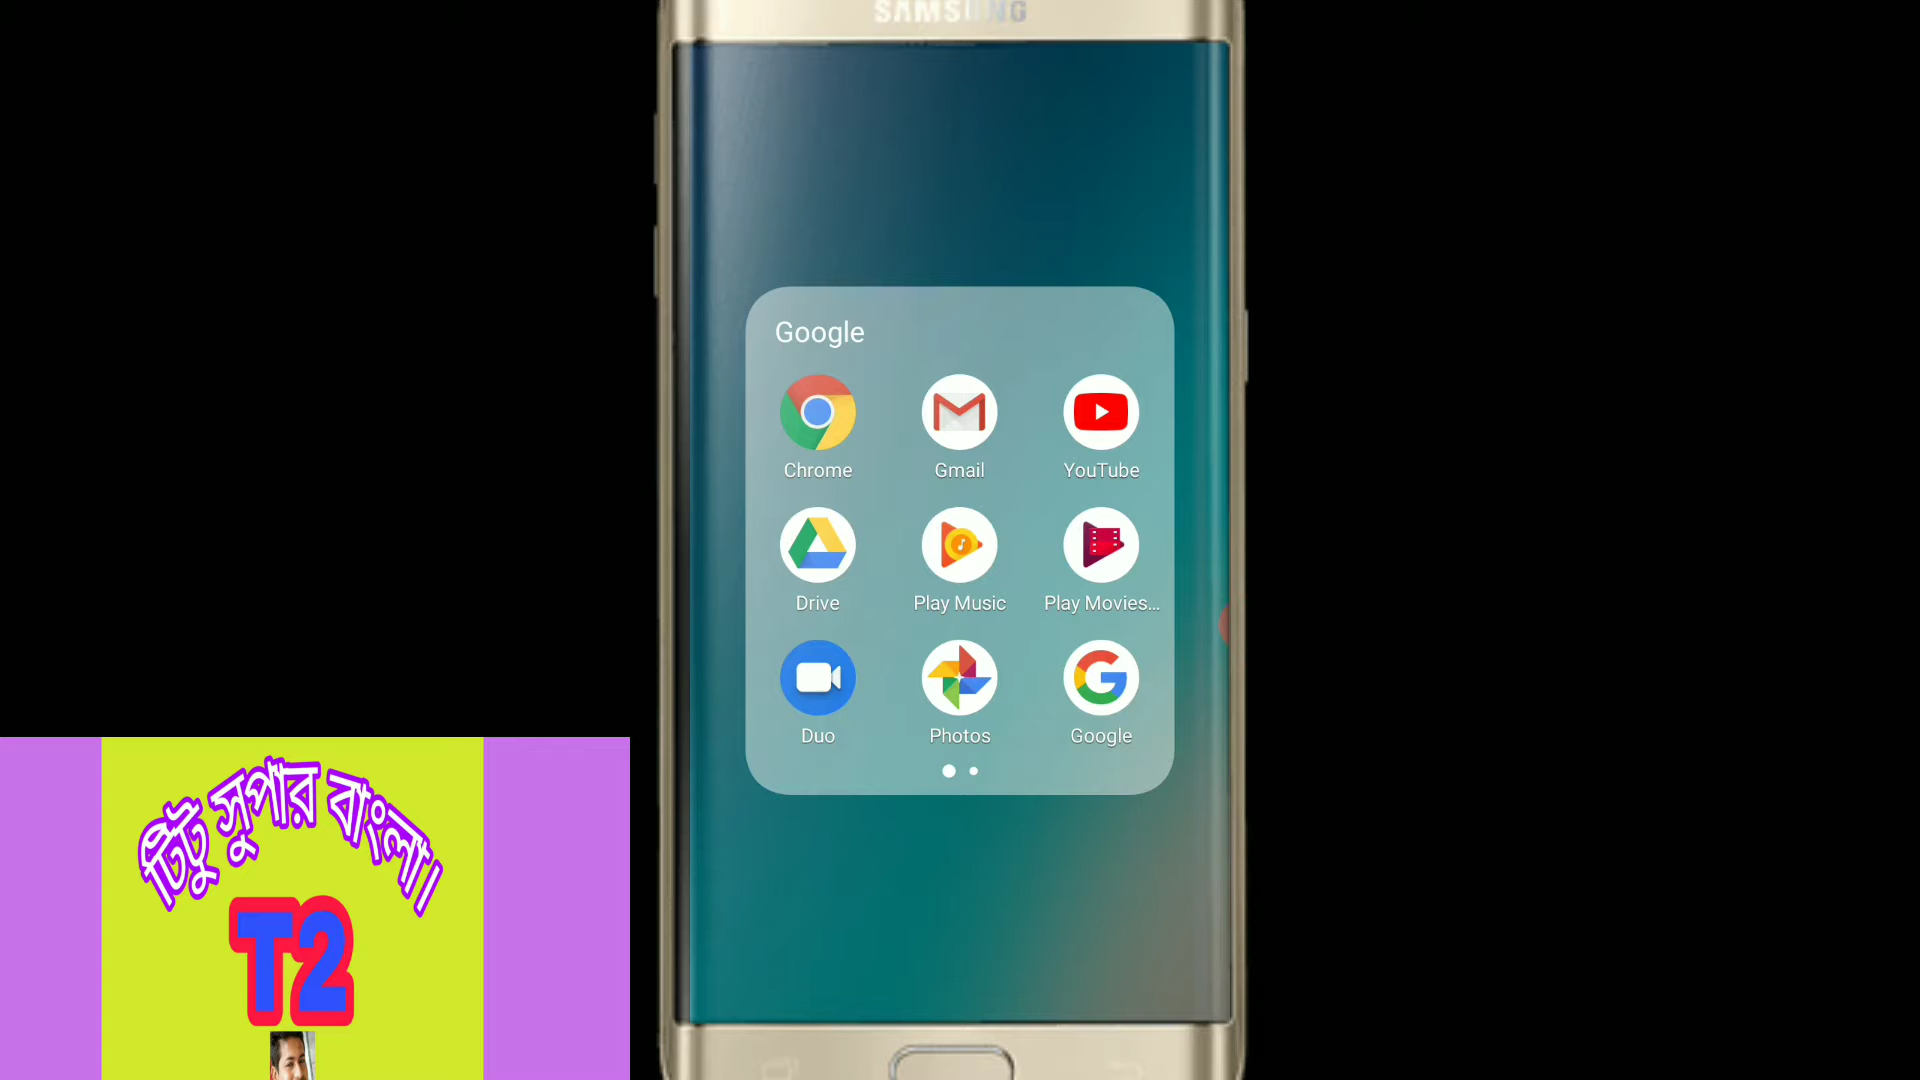 SAMSUNG
Google
Chrome Gmail YouTube
Drive Play Music Play Movies...
Duo Photos Google
টিটু সুপার বাংলা।
T2